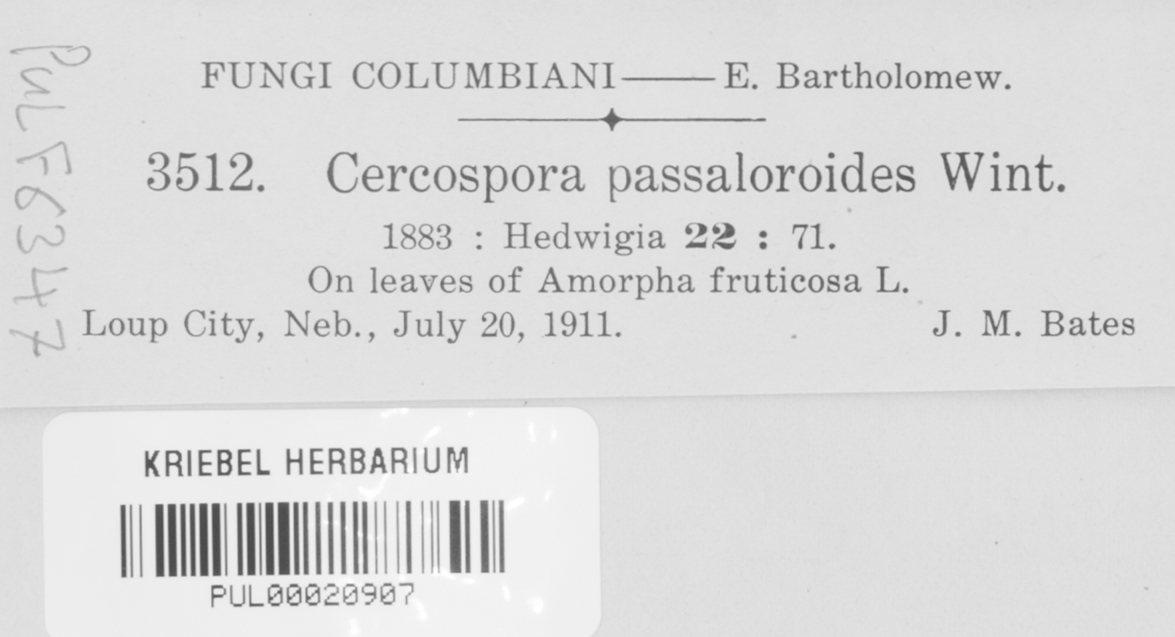 FUNGI COLUMBIANI—E. Bartholomew.
3512. Cercospora passaloroides Wint.
1883 : Hedwigia 22 : 71.
On leaves of Amorpha fruticosa L.
Loup City, Neb., July 20, 1911. J. M. Bates
PUL F6347
KRIEBEL HERBARIUM
PUL00020907